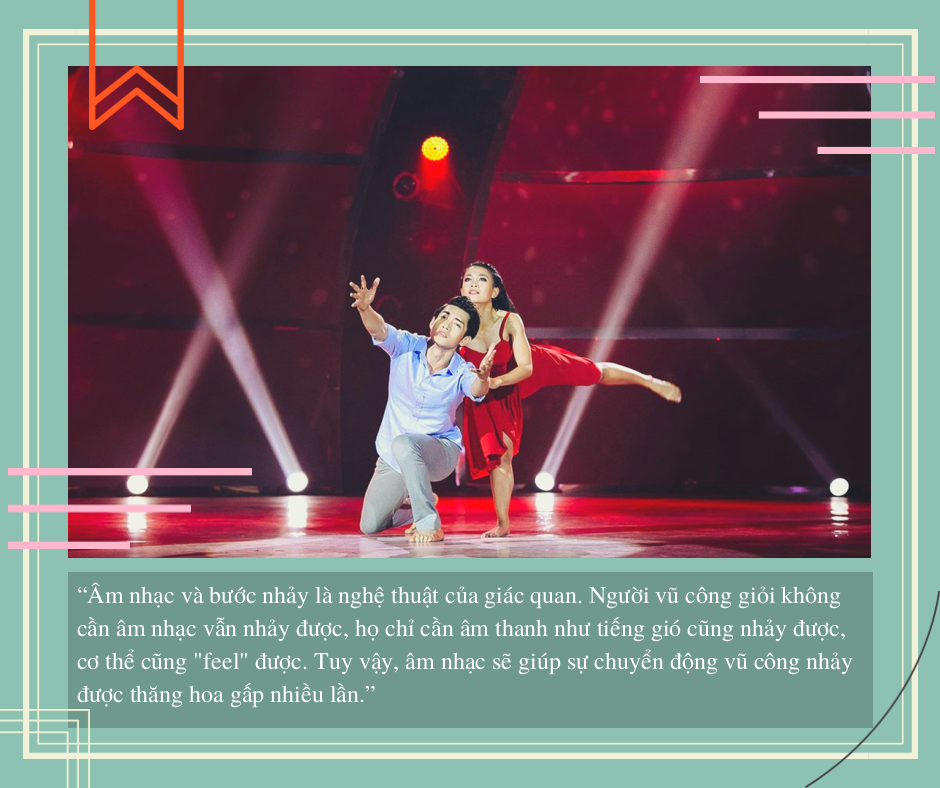 “Âm nhạc và bước nhảy là nghệ thuật của giác quan. Người vũ công giỏi không
cần âm nhạc vẫn nhảy được, họ chỉ cần âm thanh như tiếng gió cũng nhảy được,
cơ thể cũng "feel" được. Tuy vậy, âm nhạc sẽ giúp sự chuyển động vũ công nhảy
được thăng hoa gấp nhiều lần.”